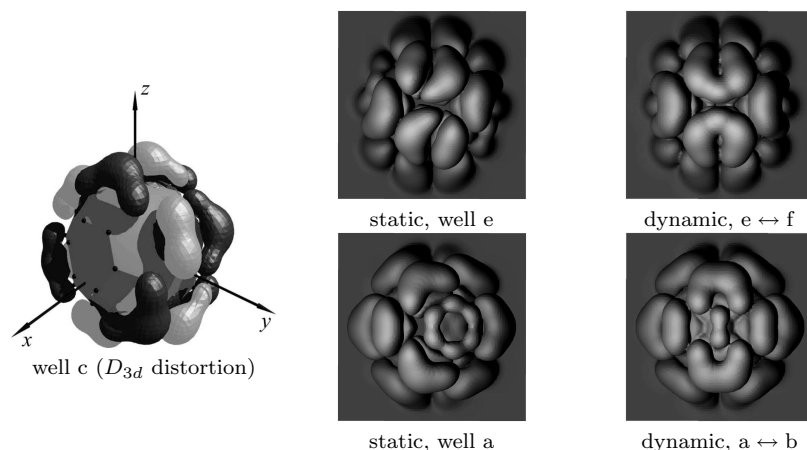 z
x
y
well c (D3d distortion)
static, well e
dynamic, e ↔ f
static, well a
dynamic, a ↔ b